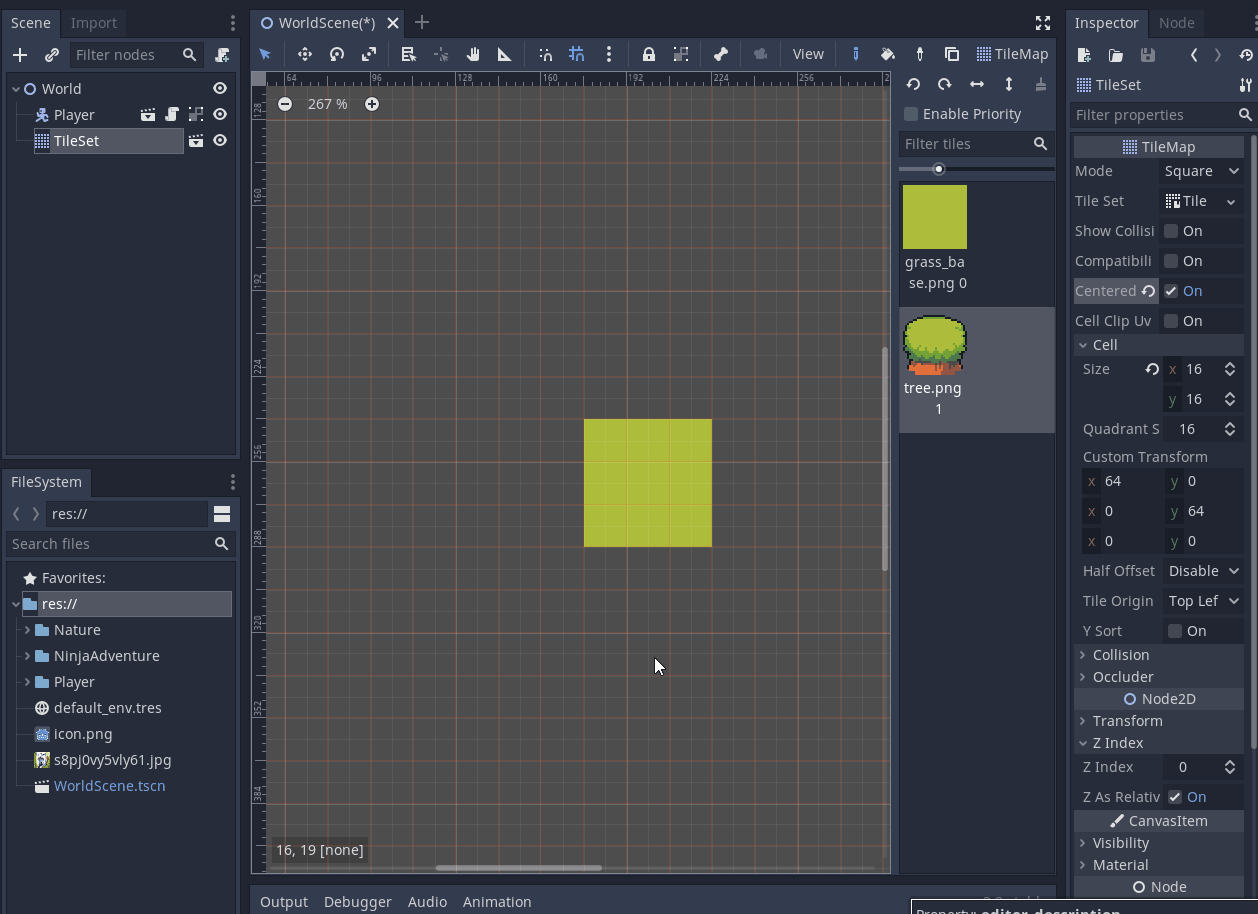 Scene
Import
Filter nodes
World
Player
TileSet
FileSystem
res://
Search files
Favorites:
res://
Nature
NinjaAdventure
Player
default_env.tres
icon.png
s8pj0vy5vly61.jpg
WorldScene.tscn
WorldScene(*)
View
TileMap
64
96
128
160
192
224
256
2
128
160
192
224
256
288
320
352
384
267 %
16, 19 [none]
Enable Priority
Filter tiles
grass_ba
se.png 0
tree.png
1
Output Debugger Audio Animation
Inspector
Node
TileSet
Filter properties
TileMap
Mode Square
Tile Set Tile
Show Collisi On
Compatibili On
Centered On
Cell Clip Uv On
Cell
Size x 16
y 16
Quadrant S 16
Custom Transform
x 64 y 0
x 0 y 64
x 0 y 0
Half Offset Disable
Tile Origin Top Lef
Y Sort On
Collision
Occluder
Node2D
Transform
Z Index
Z Index 0
Z As Relativ On
CanvasItem
Visibility
Material
Node
Property: editor_description